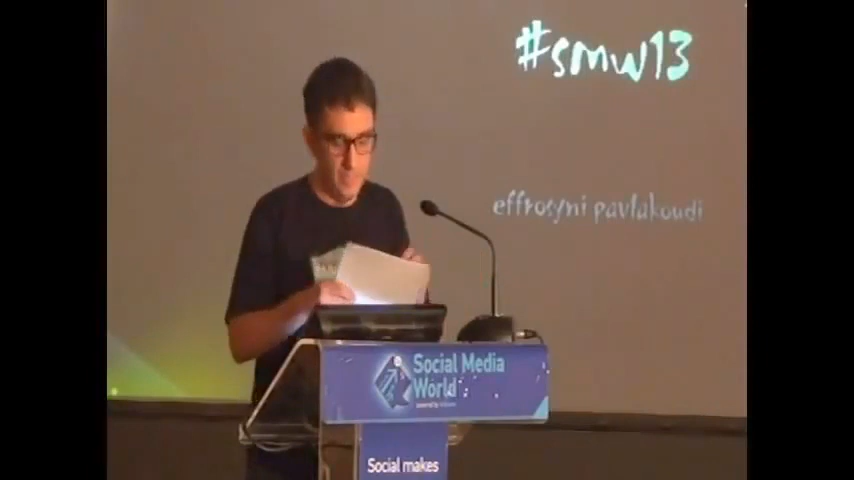 #smw13
effrosyni pavlakoudi
Social Media
World
Social makes